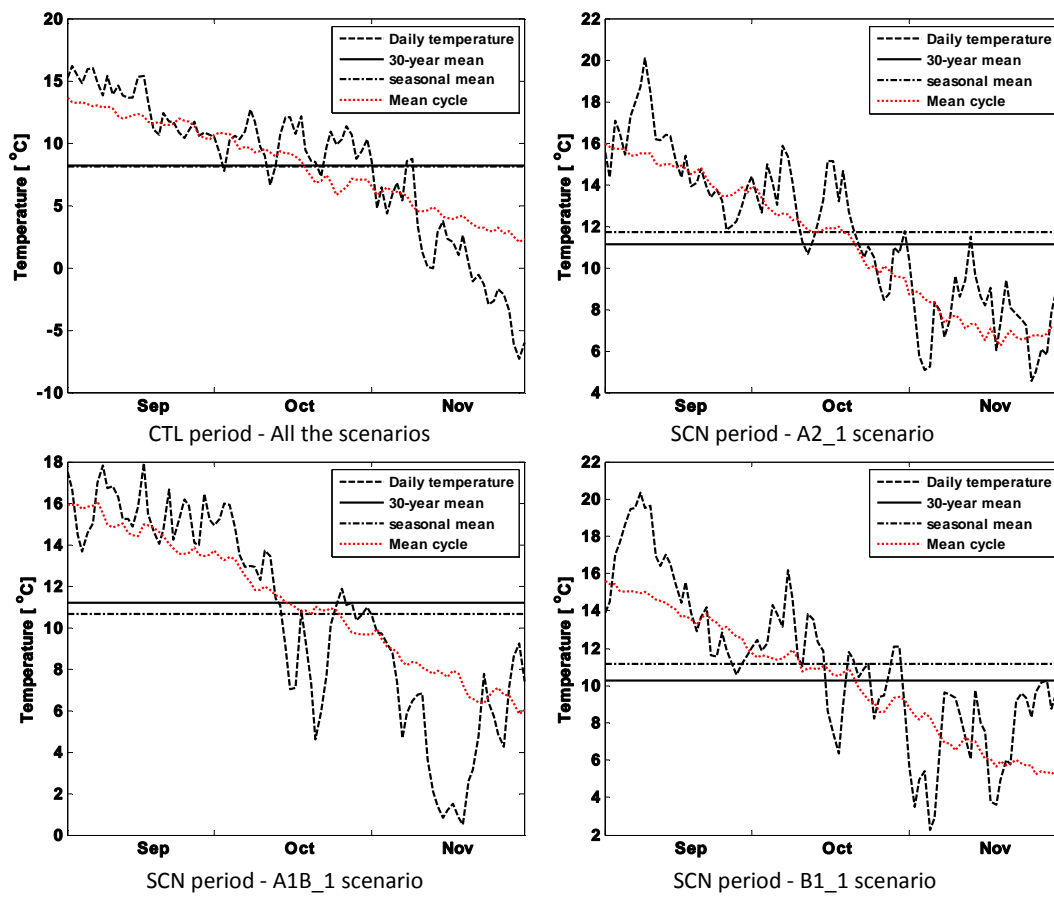 20
15
10
5
0
-5
-10
Temperature [ °C]
Daily temperature
30-year mean
seasonal mean
Mean cycle
Sep Oct Nov
CTL period - All the scenarios
22
20
18
16
14
12
10
8
6
4
Temperature [ °C]
Daily temperature
30-year mean
seasonal mean
Mean cycle
Sep Oct Nov
SCN period - A2_1 scenario
18
16
14
12
10
8
6
4
2
0
Temperature [ °C]
Daily temperature
30-year mean
seasonal mean
Mean cycle
Sep Oct Nov
SCN period - A1B_1 scenario
22
20
18
16
14
12
10
8
6
4
2
Temperature [ °C]
Daily temperature
30-year mean
seasonal mean
Mean cycle
Sep Oct Nov
SCN period - B1_1 scenario